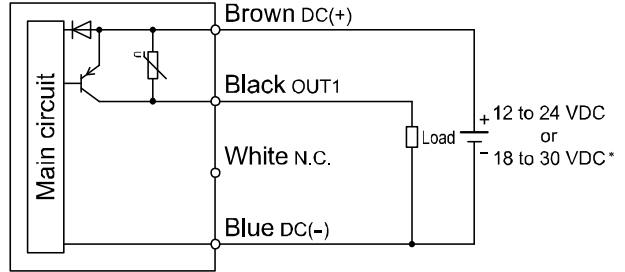 Brown DC(+)
Main circuit
U
Black OUT1
Load
+ 12 to 24 VDC
or
- 18 to 30 VDC*
White N.C.
Blue DC(-)